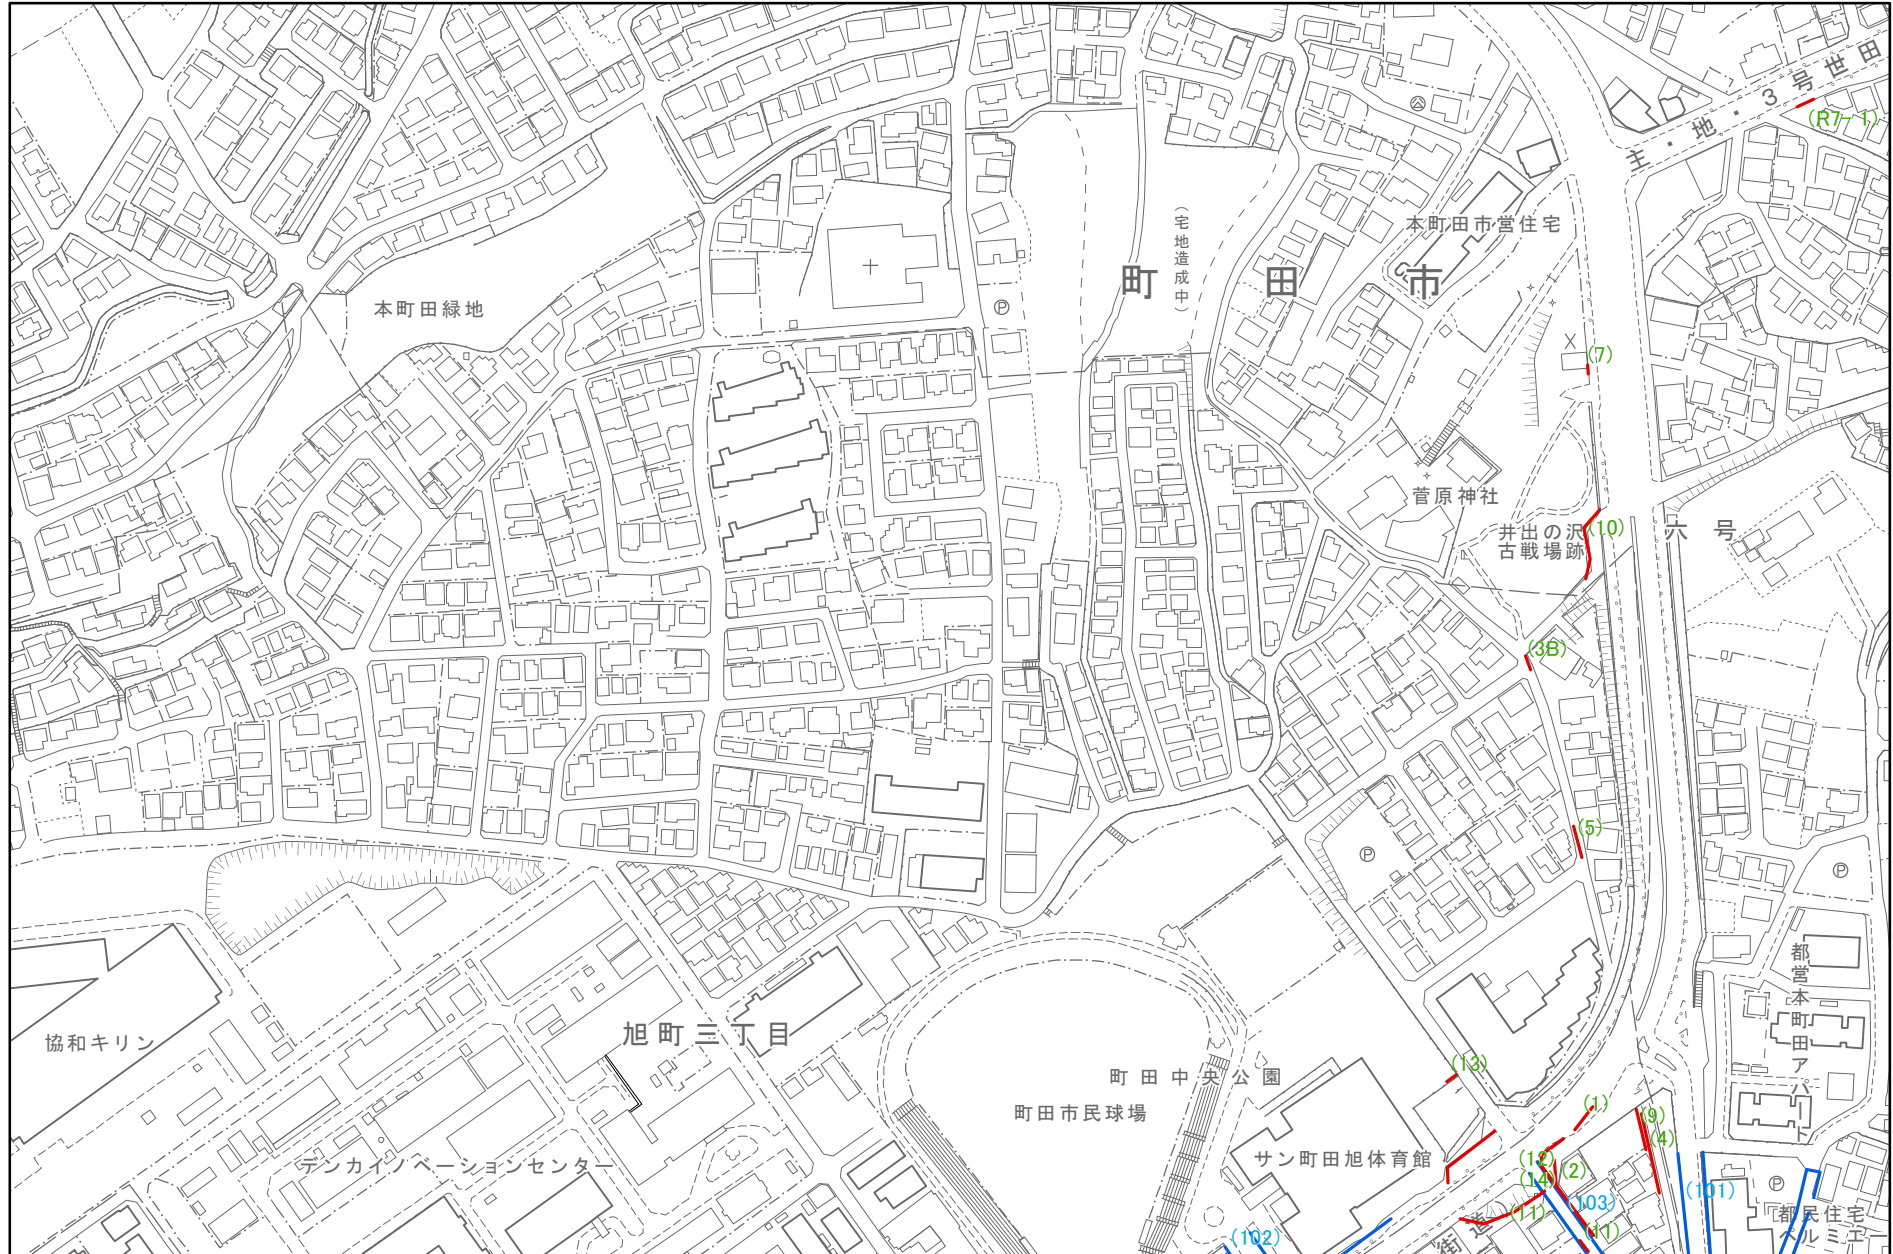 主・地・3号世田
(R7-1)
本町田市営住宅
(宅地造成中)
町田市
本町田緑地
P
(7)
菅原神社
井出の沢
古戦場跡
(10)
六号
(3B)
(5)
P
P
都営本町田アパート
協和キリン
旭町三丁目
町田中央公園
町田市民球場
(13)
(1)
(9)
(4)
サン町田旭体育館
デンカイノベーションセンター
(12)
(2)
(14)
(103)
(101)
P
(11)
(11)
(102)
街道
都民住宅
ベルミエ